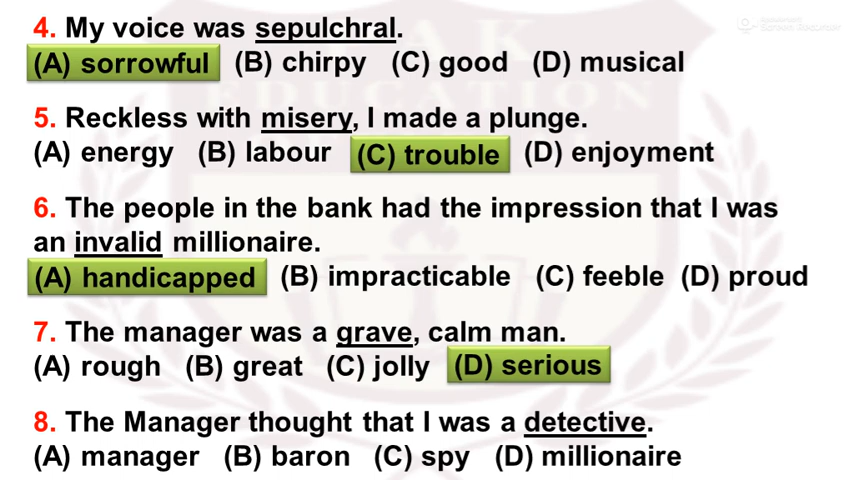 4. My voice was sepulchral.
(A) sorrowful (B) chirpy (C) good (D) musical
5. Reckless with misery, I made a plunge.
(A) energy (B) labour (C) trouble (D) enjoyment
6. The people in the bank had the impression that I was
an invalid millionaire.
(A) handicapped (B) impracticable (C) feeble (D) proud
7. The manager was a grave, calm man.
(A) rough (B) great (C) jolly (D) serious
8. The Manager thought that I was a detective.
(A) manager (B) baron (C) spy (D) millionaire
EDUCATION
Screen Recorder